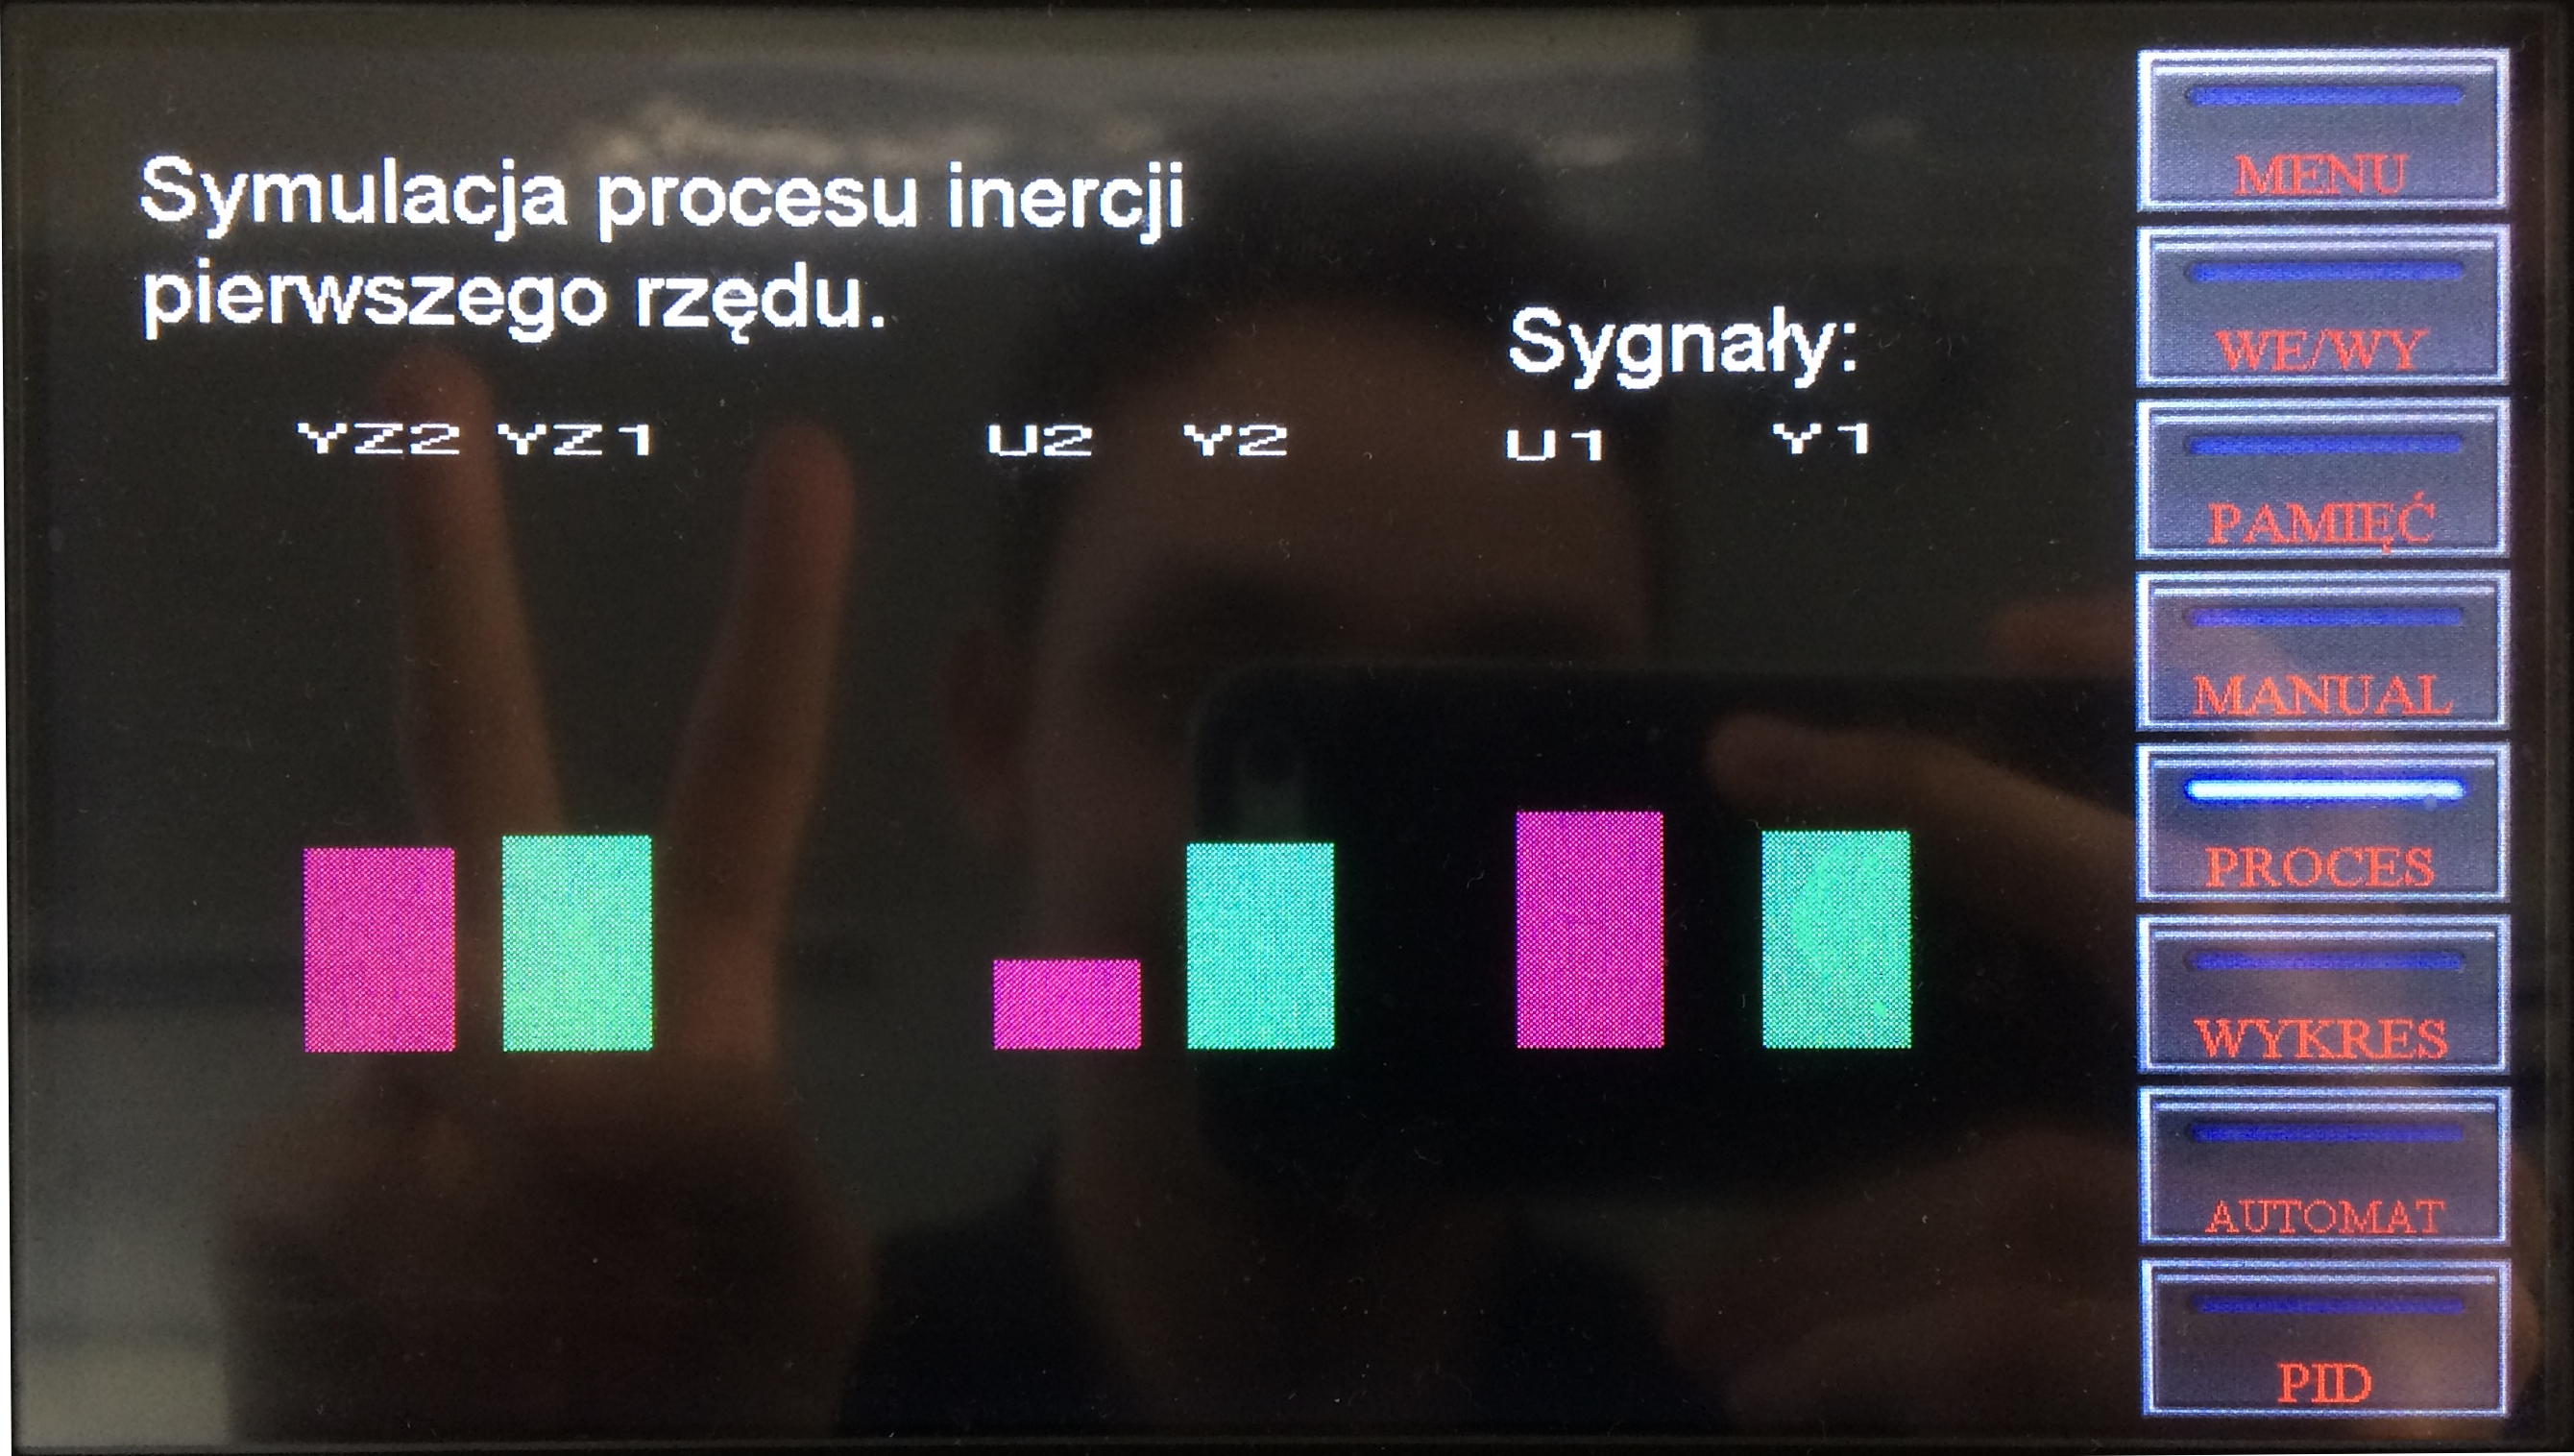 Symulacja procesu inercji
pierwszego rzędu.
Sygnały:
YZ2 YZ1 U2 Y2 U1 Y1
MENU
WE/WY
PAMIĘĆ
MANUAL
PROCES
WYKRES
AUTOMAT
PID